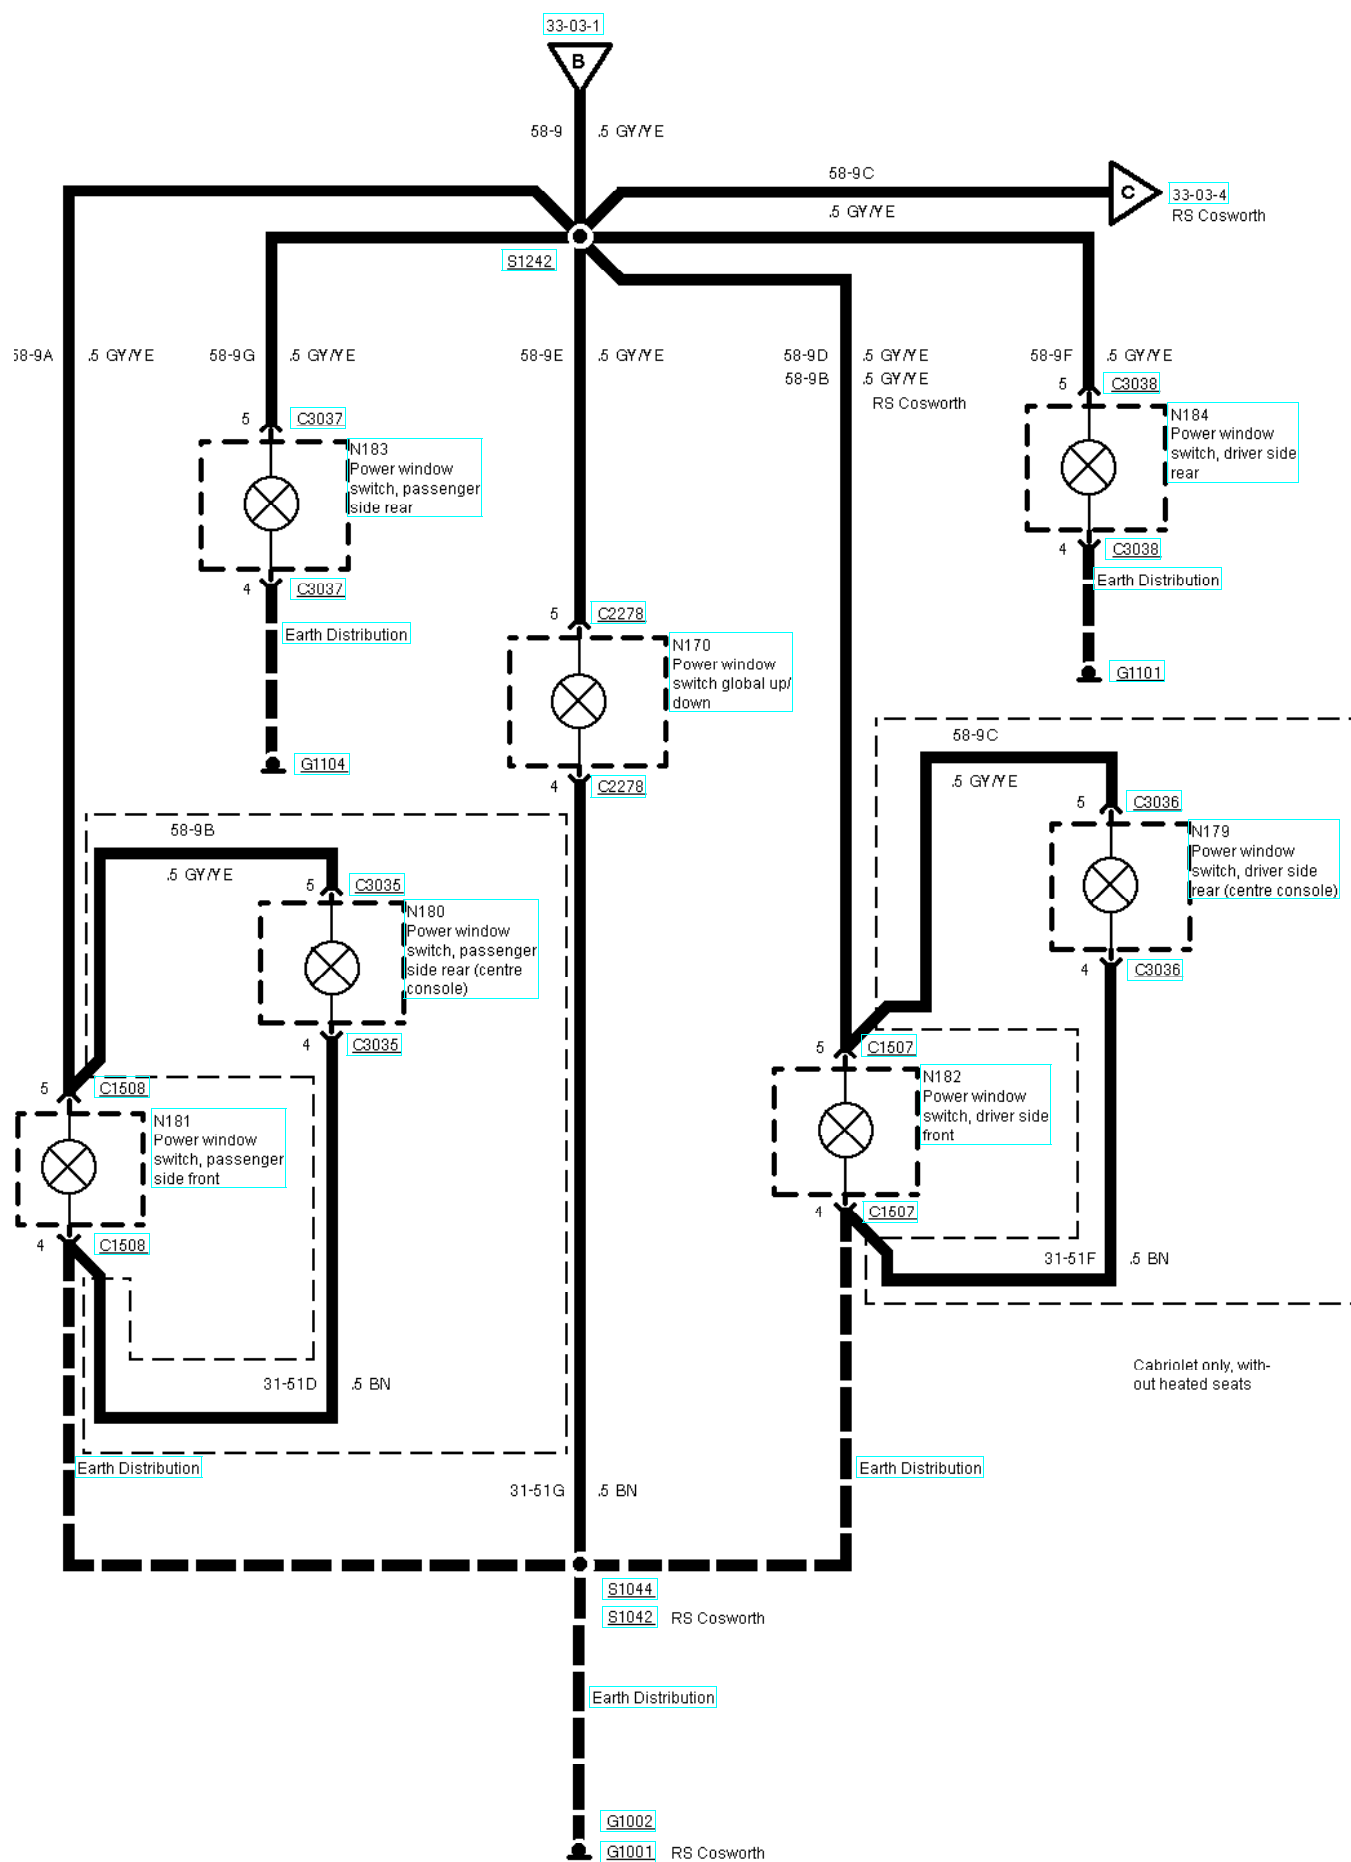 33-03-1
B
58-9 .5 GY/YE
58-9C
C
33-03-4
.5 GY/YE
RS Cosworth
S1242
58-9A .5 GY/YE
58-9G .5 GY/YE
58-9E .5 GY/YE
58-9D .5 GY/YE
58-9B .5 GY/YE
RS Cosworth
58-9F .5 GY/YE
5 C3038
N184
Power window
switch, driver side
rear
4 C3038
Earth Distribution
G1101
5 C3037
N183
Power window
switch, passenger
side rear
4 C3037
Earth Distribution
G1104
5 C2278
N170
Power window
switch global up/
down
4 C2278
58-9C
.5 GY/YE
5 C3036
N179
Power window
switch, driver side
rear (centre console)
4 C3036
58-9B
.5 GY/YE
5 C3035
N180
Power window
switch, passenger
side rear (centre
console)
4 C3035
5 C1507
N182
Power window
switch, driver side
front
4 C1507
5 C1508
N181
Power window
switch, passenger
side front
4 C1508
31-51F .5 BN
Cabriolet only, with-
out heated seats
31-51D .5 BN
Earth Distribution
Earth Distribution
31-51G .5 BN
S1044
S1042 RS Cosworth
Earth Distribution
G1002
G1001 RS Cosworth